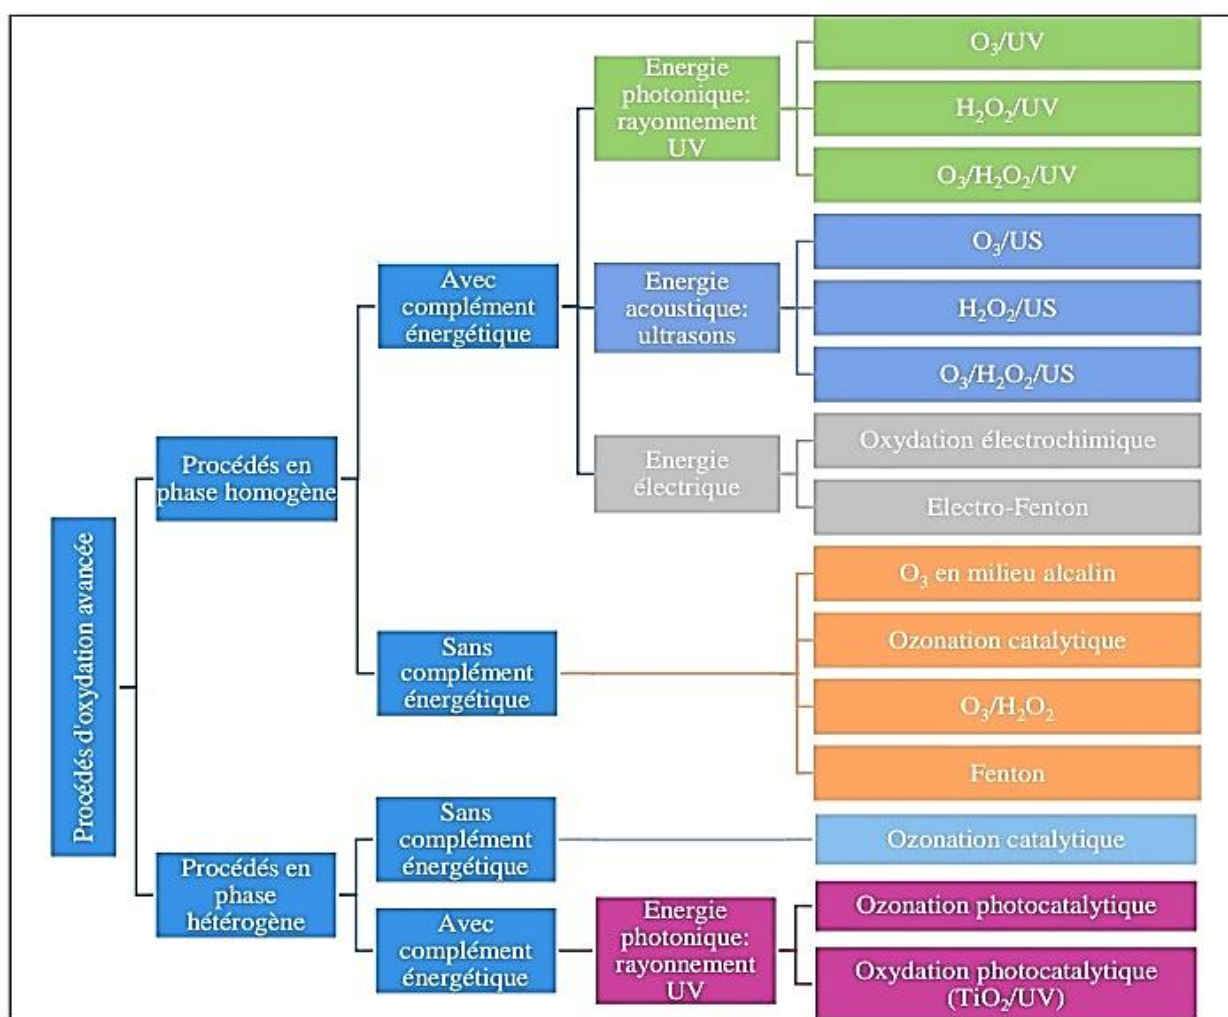 Procédés d'oxydation avancée
Procédés en
phase homogène
Avec
complément
énergétique
Energie
photonique:
rayonnement
UV
O₃/UV
H₂O₂/UV
O₃/H₂O₂/UV
Energie
acoustique:
ultrasons
O₃/US
H₂O₂/US
O₃/H₂O₂/US
Energie
électrique
Oxydation électrochimique
Electro-Fenton
Sans
complément
énergétique
O₃ en milieu alcalin
Ozonation catalytique
O₃/H₂O₂
Fenton
Procédés en
phase
hétérogène
Sans
complément
énergétique
Ozonation catalytique
Avec
complément
énergétique
Energie
photonique:
rayonnement
UV
Ozonation photocatalytique
Oxydation photocatalytique
(TiO₂/UV)